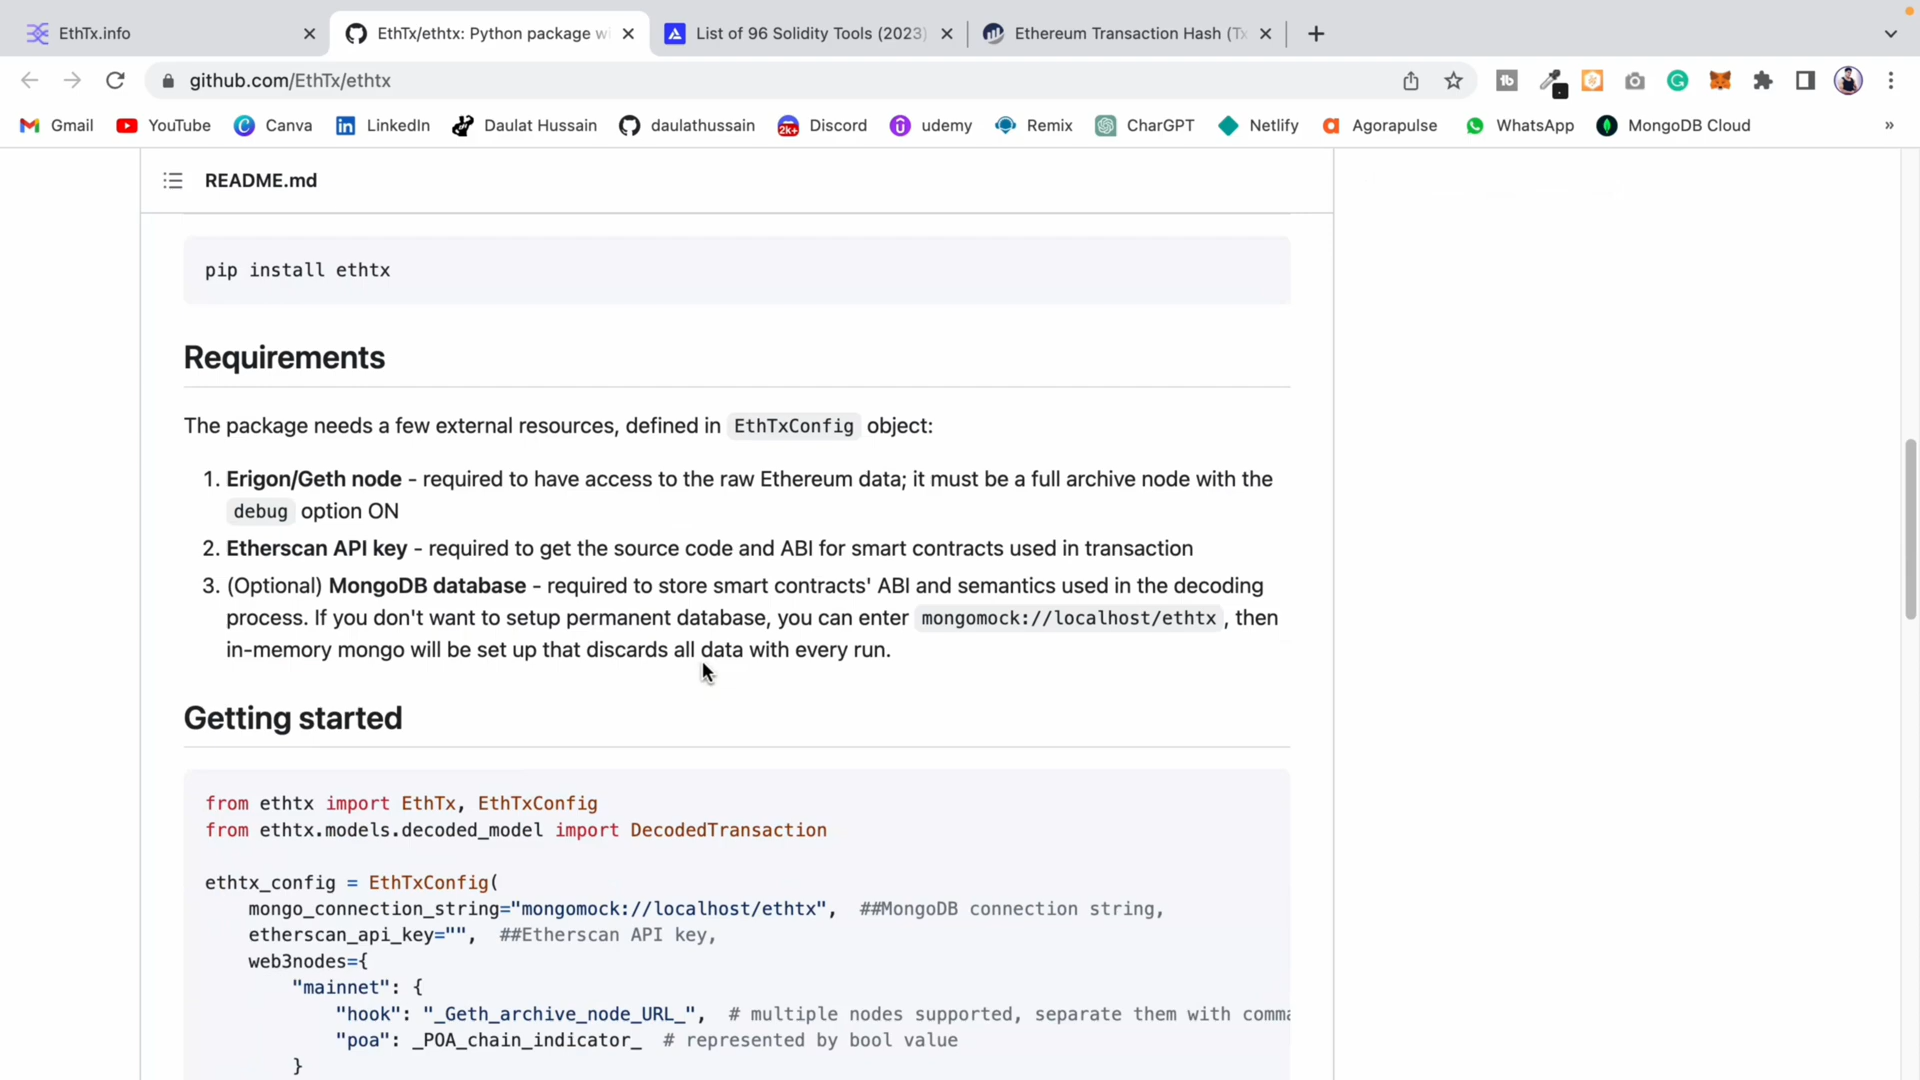 EthTx.info
EthTx/ethtx: Python package wi
List of 96 Solidity Tools (2023)
Ethereum Transaction Hash (Tx
github.com/EthTx/ethtx
Gmail
YouTube
Canva
LinkedIn
Daulat Hussain
daulathussain
2k+
Discord
udemy
Remix
CharGPT
Netlify
Agorapulse
WhatsApp
MongoDB Cloud
»
README.md
pip install ethtx
Requirements
The package needs a few external resources, defined in EthTxConfig object:
1. Erigon/Geth node - required to have access to the raw Ethereum data; it must be a full archive node with the
debug option ON
2. Etherscan API key - required to get the source code and ABI for smart contracts used in transaction
3. (Optional) MongoDB database - required to store smart contracts' ABI and semantics used in the decoding
process. If you don't want to setup permanent database, you can enter mongomock://localhost/ethtx, then
in-memory mongo will be set up that discards all data with every run.
Getting started
from ethtx import EthTx, EthTxConfig
from ethtx.models.decoded_model import DecodedTransaction
ethtx_config = EthTxConfig(
mongo_connection_string="mongomock://localhost/ethtx", ##MongoDB connection string,
etherscan_api_key="", ##Etherscan API key,
web3nodes={
"mainnet": {
"hook": "_Geth_archive_node_URL_", # multiple nodes supported, separate them with comma
"poa": _POA_chain_indicator_ # represented by bool value
}